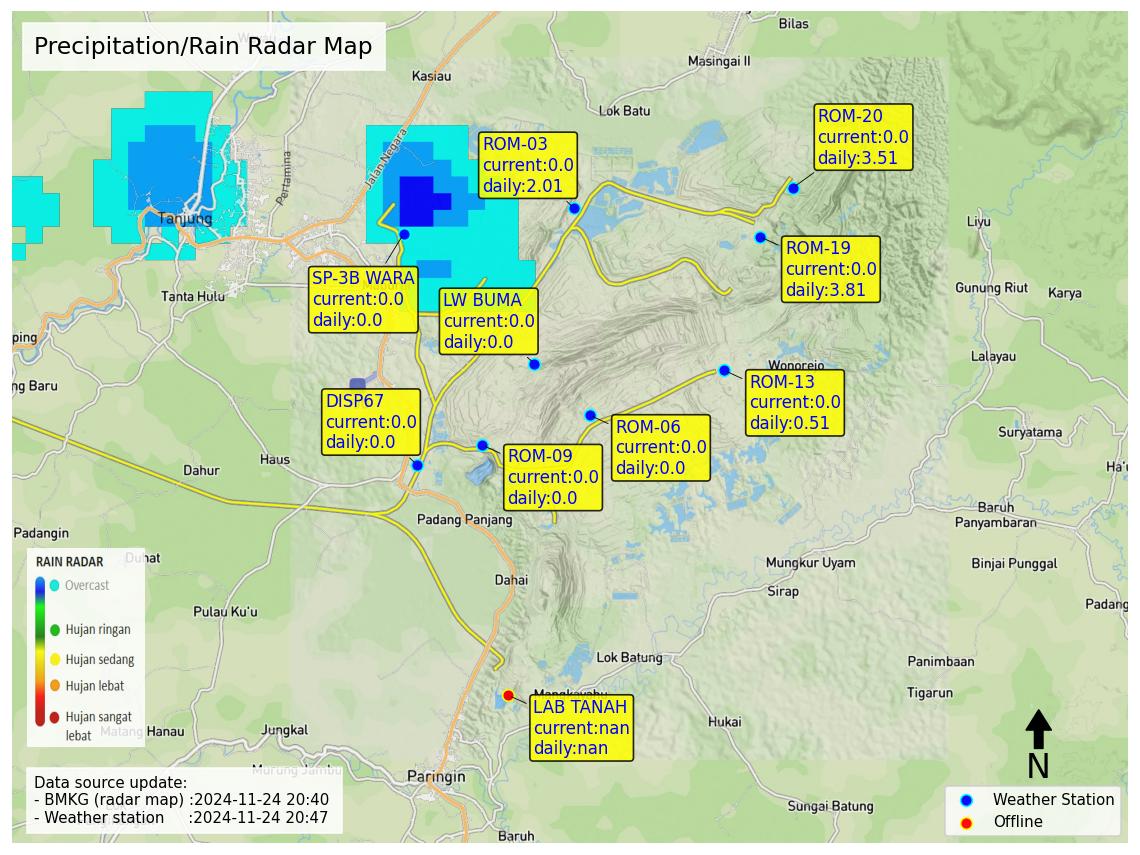 Precipitation/Rain Radar Map
Bilas
Masingai II
Kasiau
Lok Batu
Jalan Negara
Pertamina
Tanjung
ROM-03
current:0.0
daily:2.01
ROM-20
current:0.0
daily:3.51
ROM-19
current:0.0
daily:3.81
Liyu
Gunung Riut
Karya
Lalayau
Tanta Hulu
SP-3B WARA
current:0.0
daily:0.0
LW BUMA
current:0.0
daily:0.0
ping
ng Baru
Wonorejo
ROM-13
current:0.0
daily:0.51
DISP67
current:0.0
daily:0.0
ROM-06
current:0.0
daily:0.0
ROM-09
current:0.0
daily:0.0
Suryatama
Ha'u
Haus
Dahur
Padang Panjang
Baruh
Panyambaran
Padangin
Duhat
Mungkur Uyam
Binjai Punggal
Dahai
Sirap
Padang
Pulau Ku'u
RAIN RADAR
Overcast
Hujan ringan
Hujan sedang
Hujan lebat
Hujan sangat
lebat
Lok Batung
Panimbaan
Tigarun
LAB TANAH
current:nan
daily:nan
Hukai
Matang Hanau
Jungkal
Murung Jambu
Paringin
Sungai Batung
Baruh
Data source update:
- BMKG (radar map) :2024-11-24 20:40
- Weather station :2024-11-24 20:47
N
Weather Station
Offline